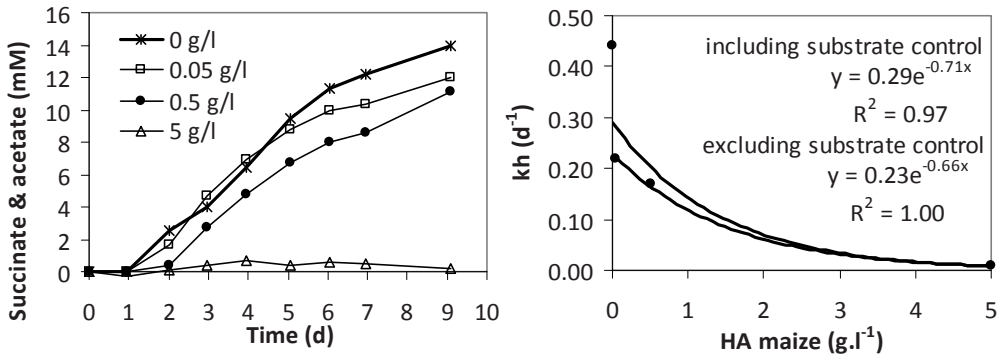 Succinate & acetate (mM)
16
14
12
10
8
6
4
2
0
0 g/l
0.05 g/l
0.5 g/l
5 g/l
0 1 2 3 4 5 6 7 8 9 10
Time (d)
kh (d-1)
0.50
0.40
0.30
0.20
0.10
0.00
including substrate control
y = 0.29e-0.71x
R2 = 0.97
excluding substrate control
y = 0.23e-0.66x
R2 = 1.00
0 1 2 3 4 5
HA maize (g.l-1)